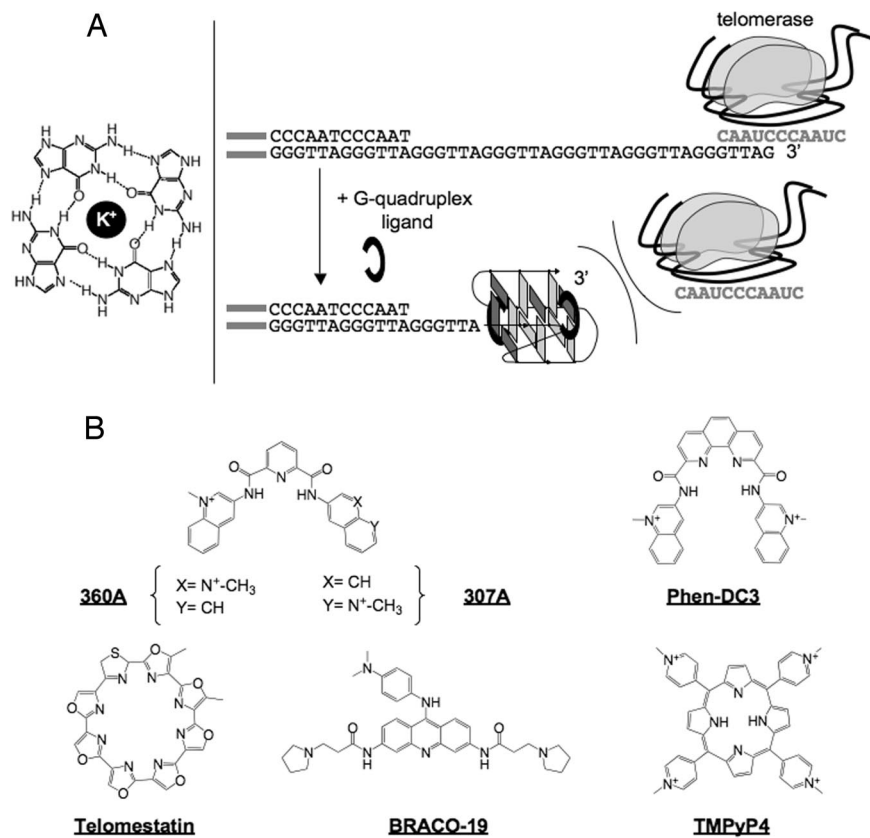 A
telomerase
CAAUCCCAAUC
CCCAATCCCAAT
GGGTTAGGGTTAGGGTTAGGGTTAGGGTTAGGGTTAGGGTTAG 3’
K⁺
+ G-quadruplex
ligand
3’
CAAUCCCAAUC
CCCAATCCCAAT
GGGTTAGGGTTAGGGTTA
B
360A
X= N⁺-CH₃
Y= CH
X= CH
Y= N⁺-CH₃
307A
Phen-DC3
Telomestatin
BRACO-19
TMPyP4